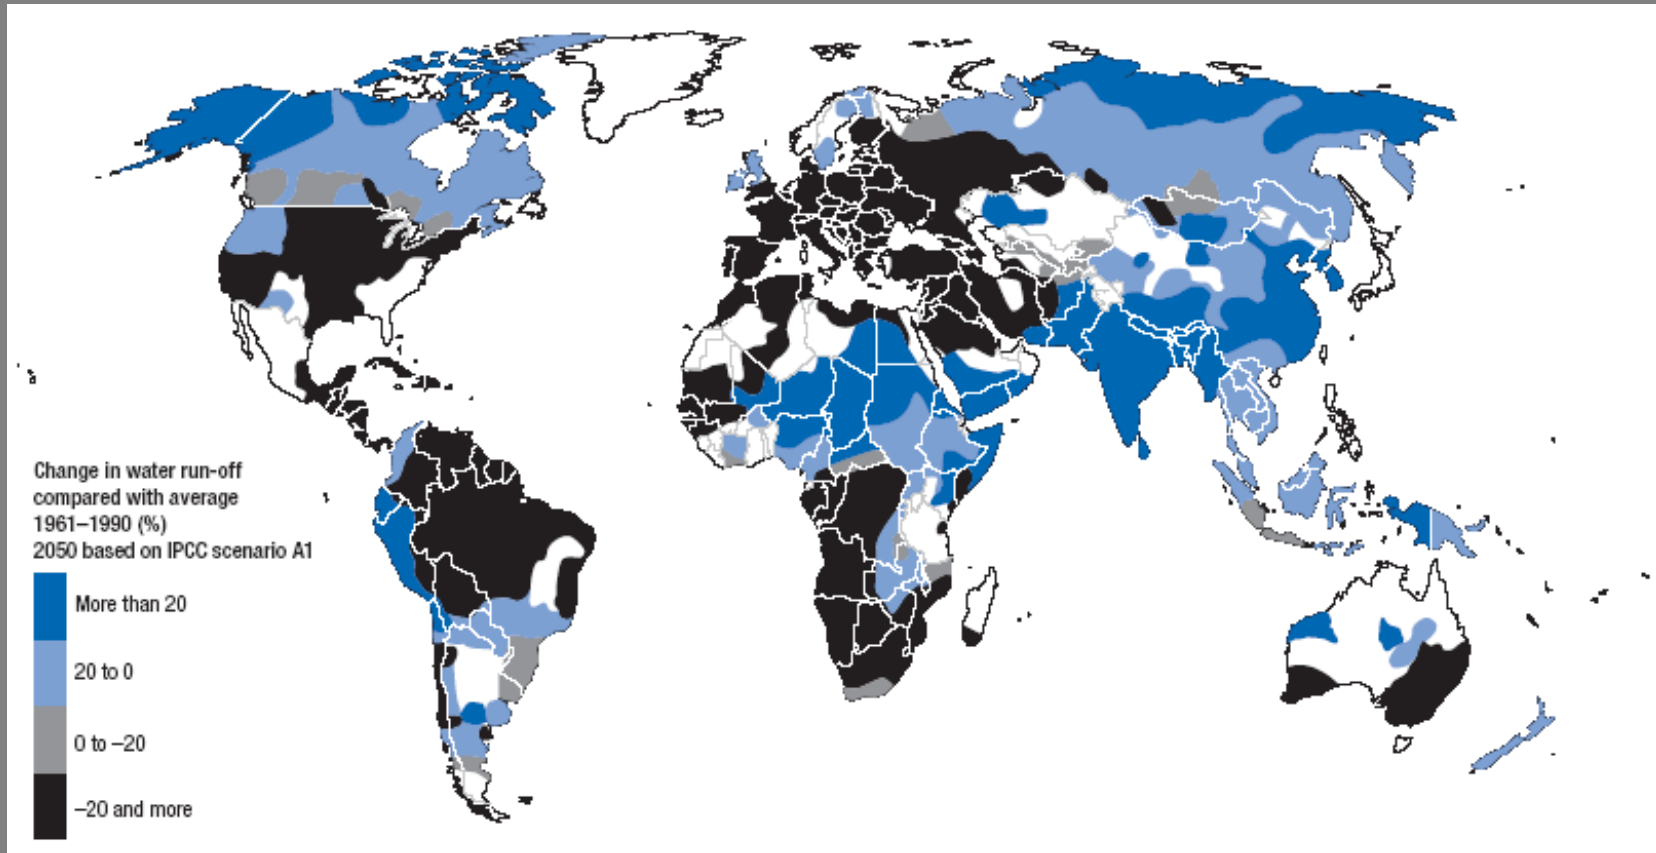 Change in water run-off
compared with average
1961–1990 (%)
2050 based on IPCC scenario A1
More than 20
20 to 0
0 to –20
–20 and more